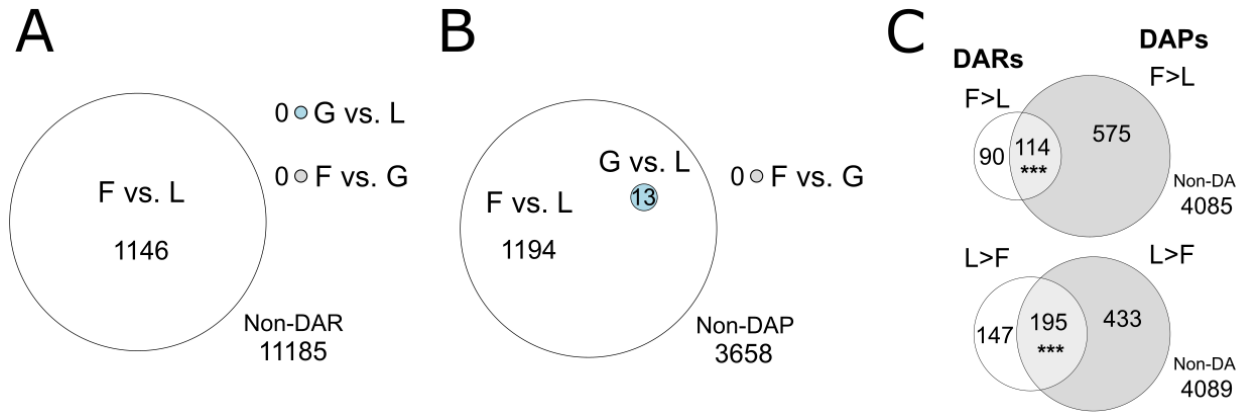 A
0 G vs. L
0 F vs. G
F vs. L
1146
Non-DAR
11185
B
G vs. L
13
F vs. L
1194
0 F vs. G
Non-DAP
3658
C
DARs
DAPs
F>L
F>L
90
114
***
575
Non-DA
4085
L>F
L>F
147
195
***
433
Non-DA
4089